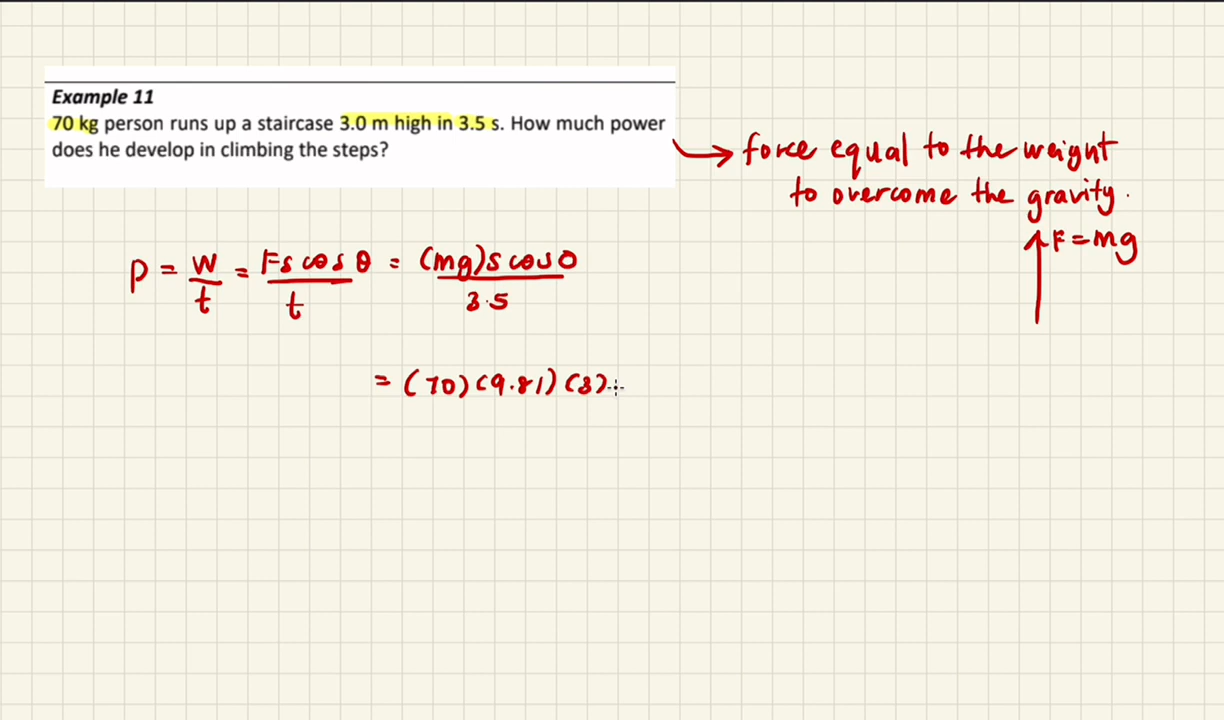 Example 11
70 kg person runs up a staircase 3.0 m high in 3.5 s. How much power
does he develop in climbing the steps?
force equal to the weight
to overcome the gravity.
F = mg
P = W/t = Fs cos θ/t = (mg)s cos θ/3.5
= (70)(9.81)(3)